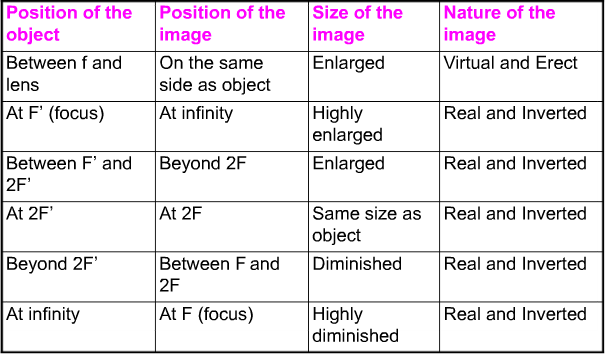 Position of the object | Position of the image | Size of the image | Nature of the image
Between f and lens | On the same side as object | Enlarged | Virtual and Erect
At F’ (focus) | At infinity | Highly enlarged | Real and Inverted
Between F’ and 2F’ | Beyond 2F | Enlarged | Real and Inverted
At 2F’ | At 2F | Same size as object | Real and Inverted
Beyond 2F’ | Between F and 2F | Diminished | Real and Inverted
At infinity | At F (focus) | Highly diminished | Real and Inverted